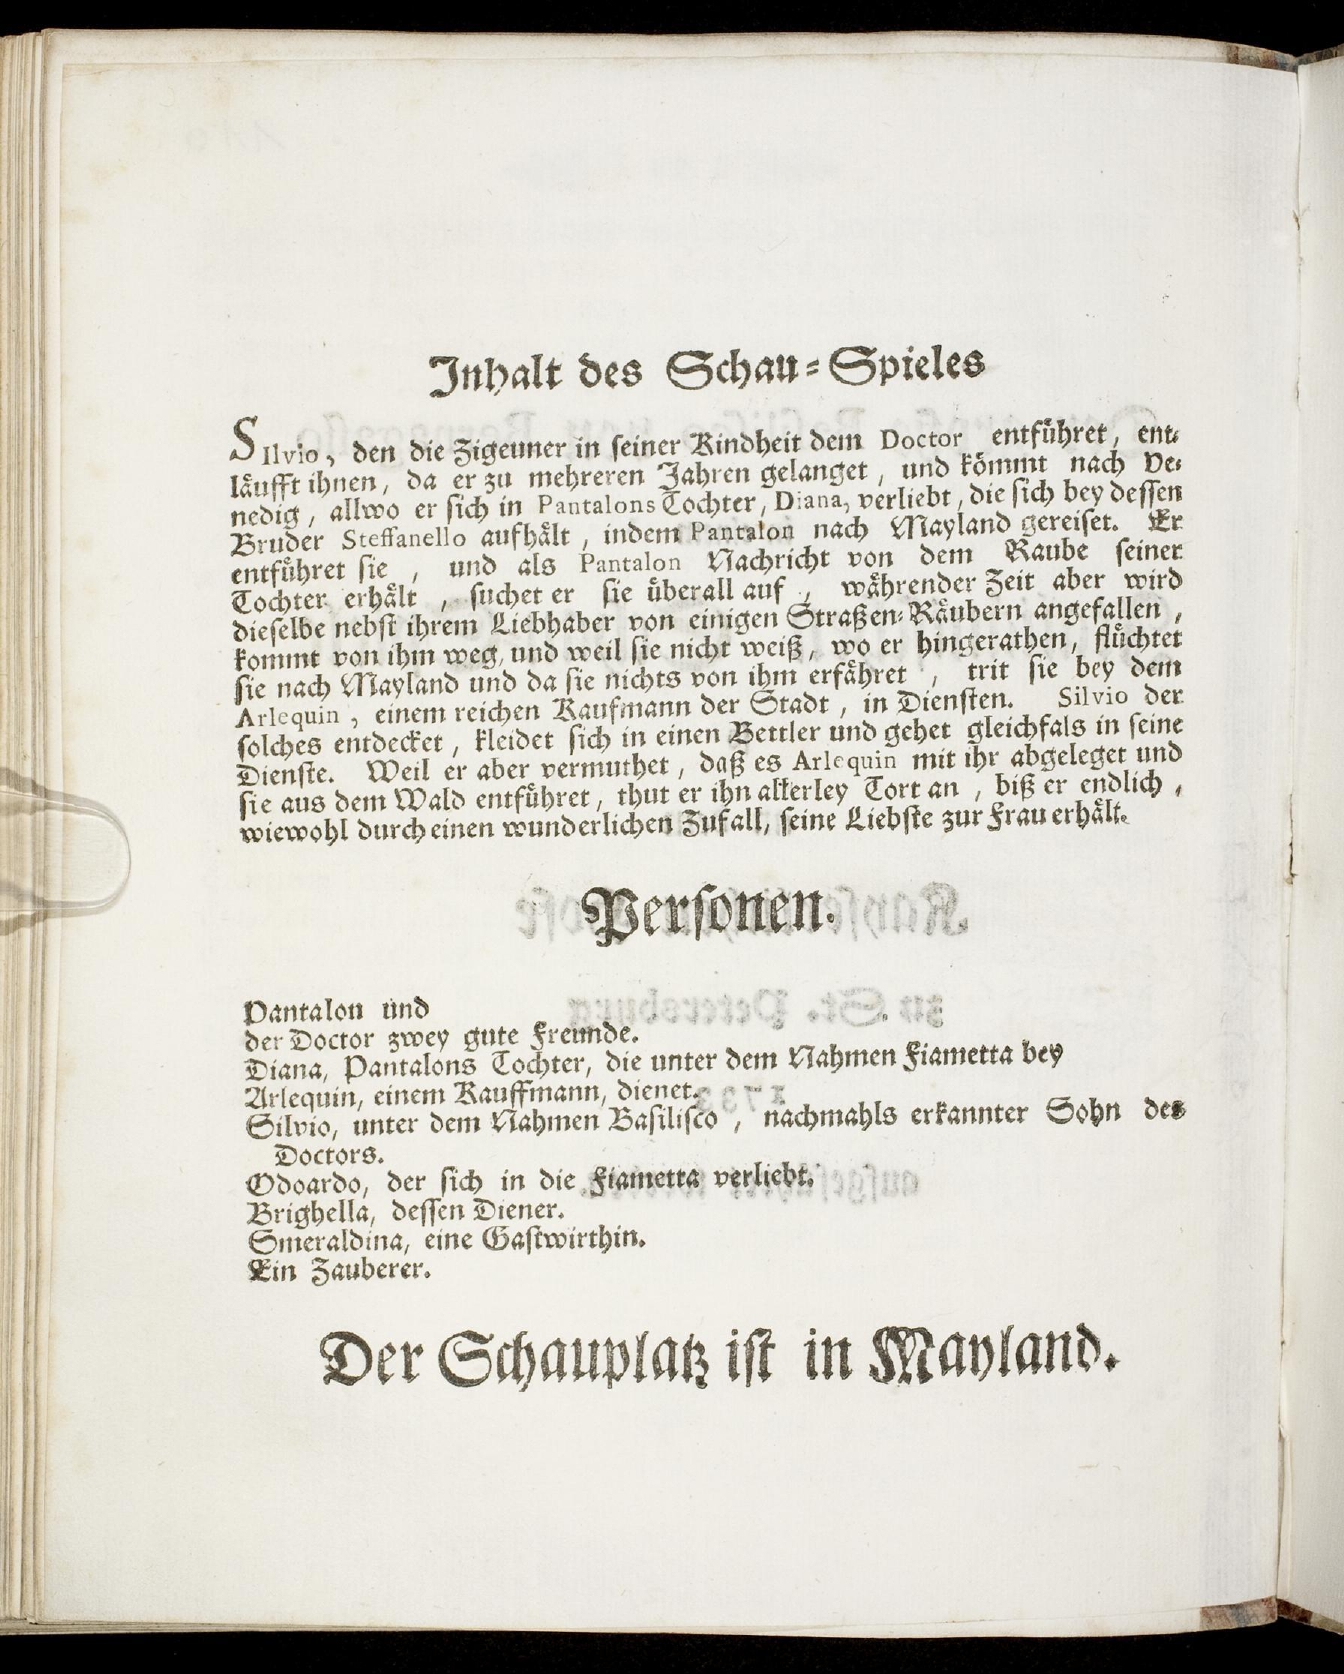 Inhalt des Schau-Spieles
SIlvio, den die Zigeuner in seiner Kindheit dem Doctor entführet, ent-
läufft ihnen, da er zu mehreren Jahren gelanget, und kömmt nach Ve-
nedig, allwo er sich in Pantalons Tochter, Diana, verliebt, die sich bey dessen
Bruder Steffanello aufhält, indem Pantalon nach Mayland gereiset. Er
entführet sie, und als Pantalon Nachricht von dem Raube seiner
Tochter erhält, suchet er sie überall auf, währender Zeit aber wird
dieselbe nebst ihrem Liebhaber von einigen Straßen-Räubern angefallen,
kommt von ihm weg, und weil sie nicht weiß, wo er hingerathen, flüchtet
sie nach Mayland und da sie nichts von ihm erfähret, trit sie bey dem
Arlequin, einem reichen Kaufmann der Stadt, in Diensten. Silvio der
solches entdecket, kleidet sich in einen Bettler und gehet gleichfals in seine
Dienste. Weil er aber vermuthet, daß es Arlequin mit ihr abgeleget und
sie aus dem Wald entführet, thut er ihn allerley Tort an, biß er endlich,
wiewohl durch einen wunderlichen Zufall, seine Liebste zur Frau erhält.
Personen.
Pantalon und
der Doctor zwey gute Freunde.
Diana, Pantalons Tochter, die unter dem Nahmen Fiametta bey
Arlequin, einem Kauffmann, dienet.
Silvio, unter dem Nahmen Basilisco, nachmahls erkannter Sohn des
Doctors.
Odoardo, der sich in die Fiametta verliebt.
Brighella, dessen Diener.
Smeraldina, eine Gastwirthin.
Ein Zauberer.
Der Schauplatz ist in Mayland.